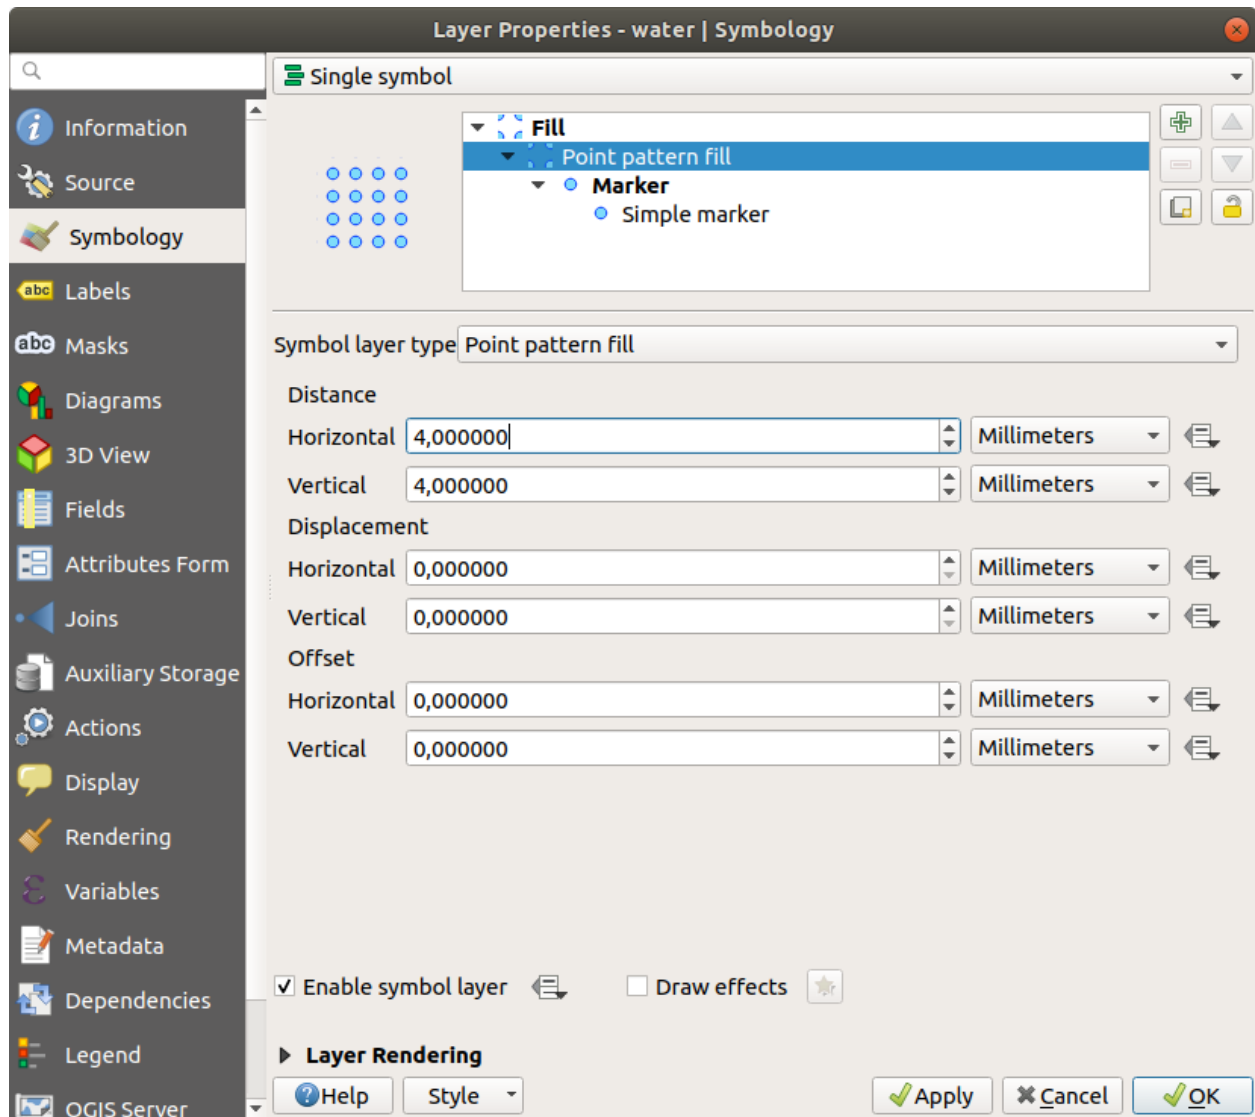 Layer Properties - water | Symbology
Single symbol
Information
Source
Symbology
abc Labels
abc Masks
Diagrams
3D View
Fields
Attributes Form
Joins
Auxiliary Storage
Actions
Display
Rendering
Variables
Metadata
Dependencies
Legend
QGIS Server
Fill
Point pattern fill
Marker
Simple marker
Symbol layer type Point pattern fill
Distance
Horizontal 4,000000 Millimeters
Vertical 4,000000 Millimeters
Displacement
Horizontal 0,000000 Millimeters
Vertical 0,000000 Millimeters
Offset
Horizontal 0,000000 Millimeters
Vertical 0,000000 Millimeters
Enable symbol layer Draw effects
Layer Rendering
Help Style Apply Cancel OK